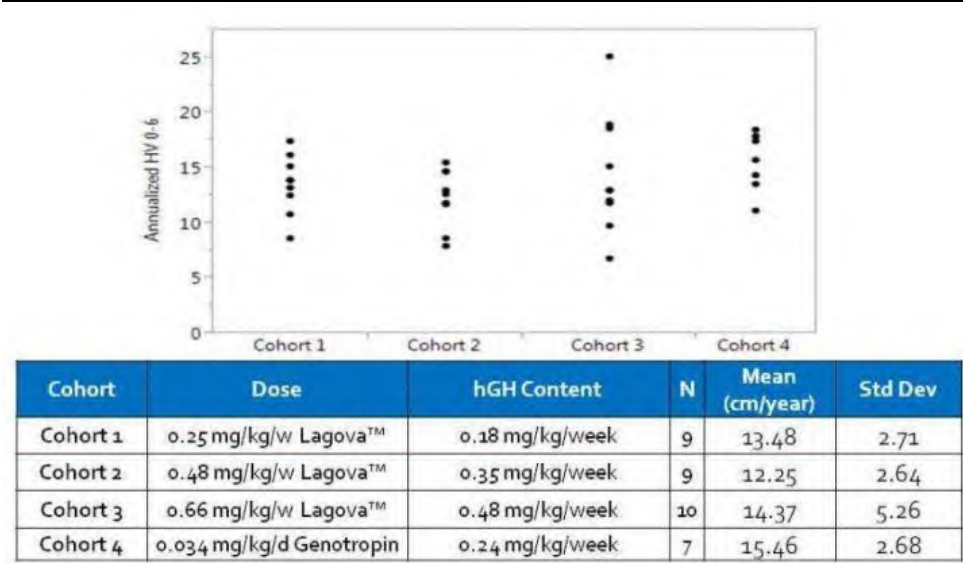 25
20
15
10
5
0
Annualized HV 0-6
Cohort 1 Cohort 2 Cohort 3 Cohort 4
Cohort Dose hGH Content N Mean (cm/year) Std Dev
Cohort 1 0.25 mg/kg/w Lagova™ 0.18 mg/kg/week 9 13.48 2.71
Cohort 2 0.48 mg/kg/w Lagova™ 0.35 mg/kg/week 9 12.25 2.64
Cohort 3 0.66 mg/kg/w Lagova™ 0.48 mg/kg/week 10 14.37 5.26
Cohort 4 0.034 mg/kg/d Genotropin 0.24 mg/kg/week 7 15.46 2.68